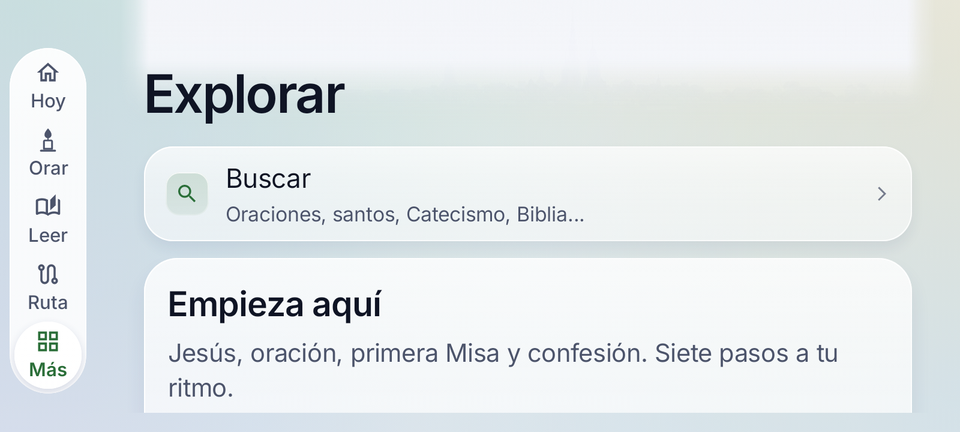 Hoy
Orar
Leer
Ruta
Más
Explorar
Buscar
Oraciones, santos, Catecismo, Biblia...
Empieza aquí
Jesús, oración, primera Misa y confesión. Siete pasos a tu
ritmo.